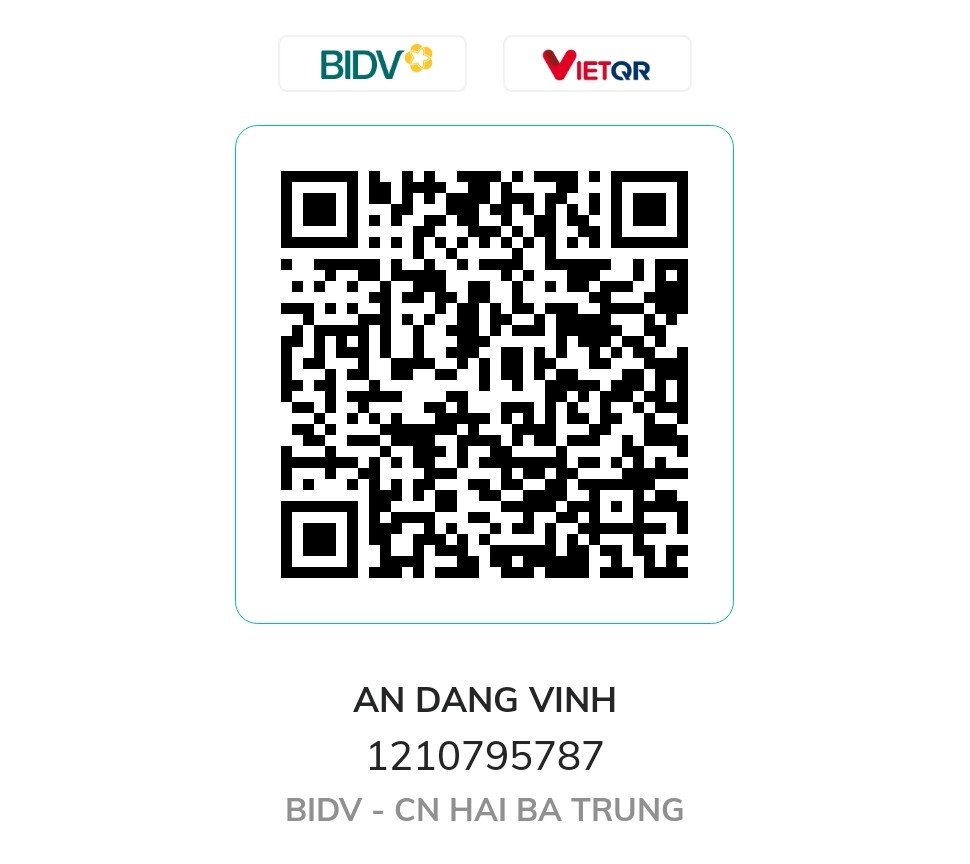 BIDV
VIETQR
AN DANG VINH
1210795787
BIDV - CN HAI BA TRUNG